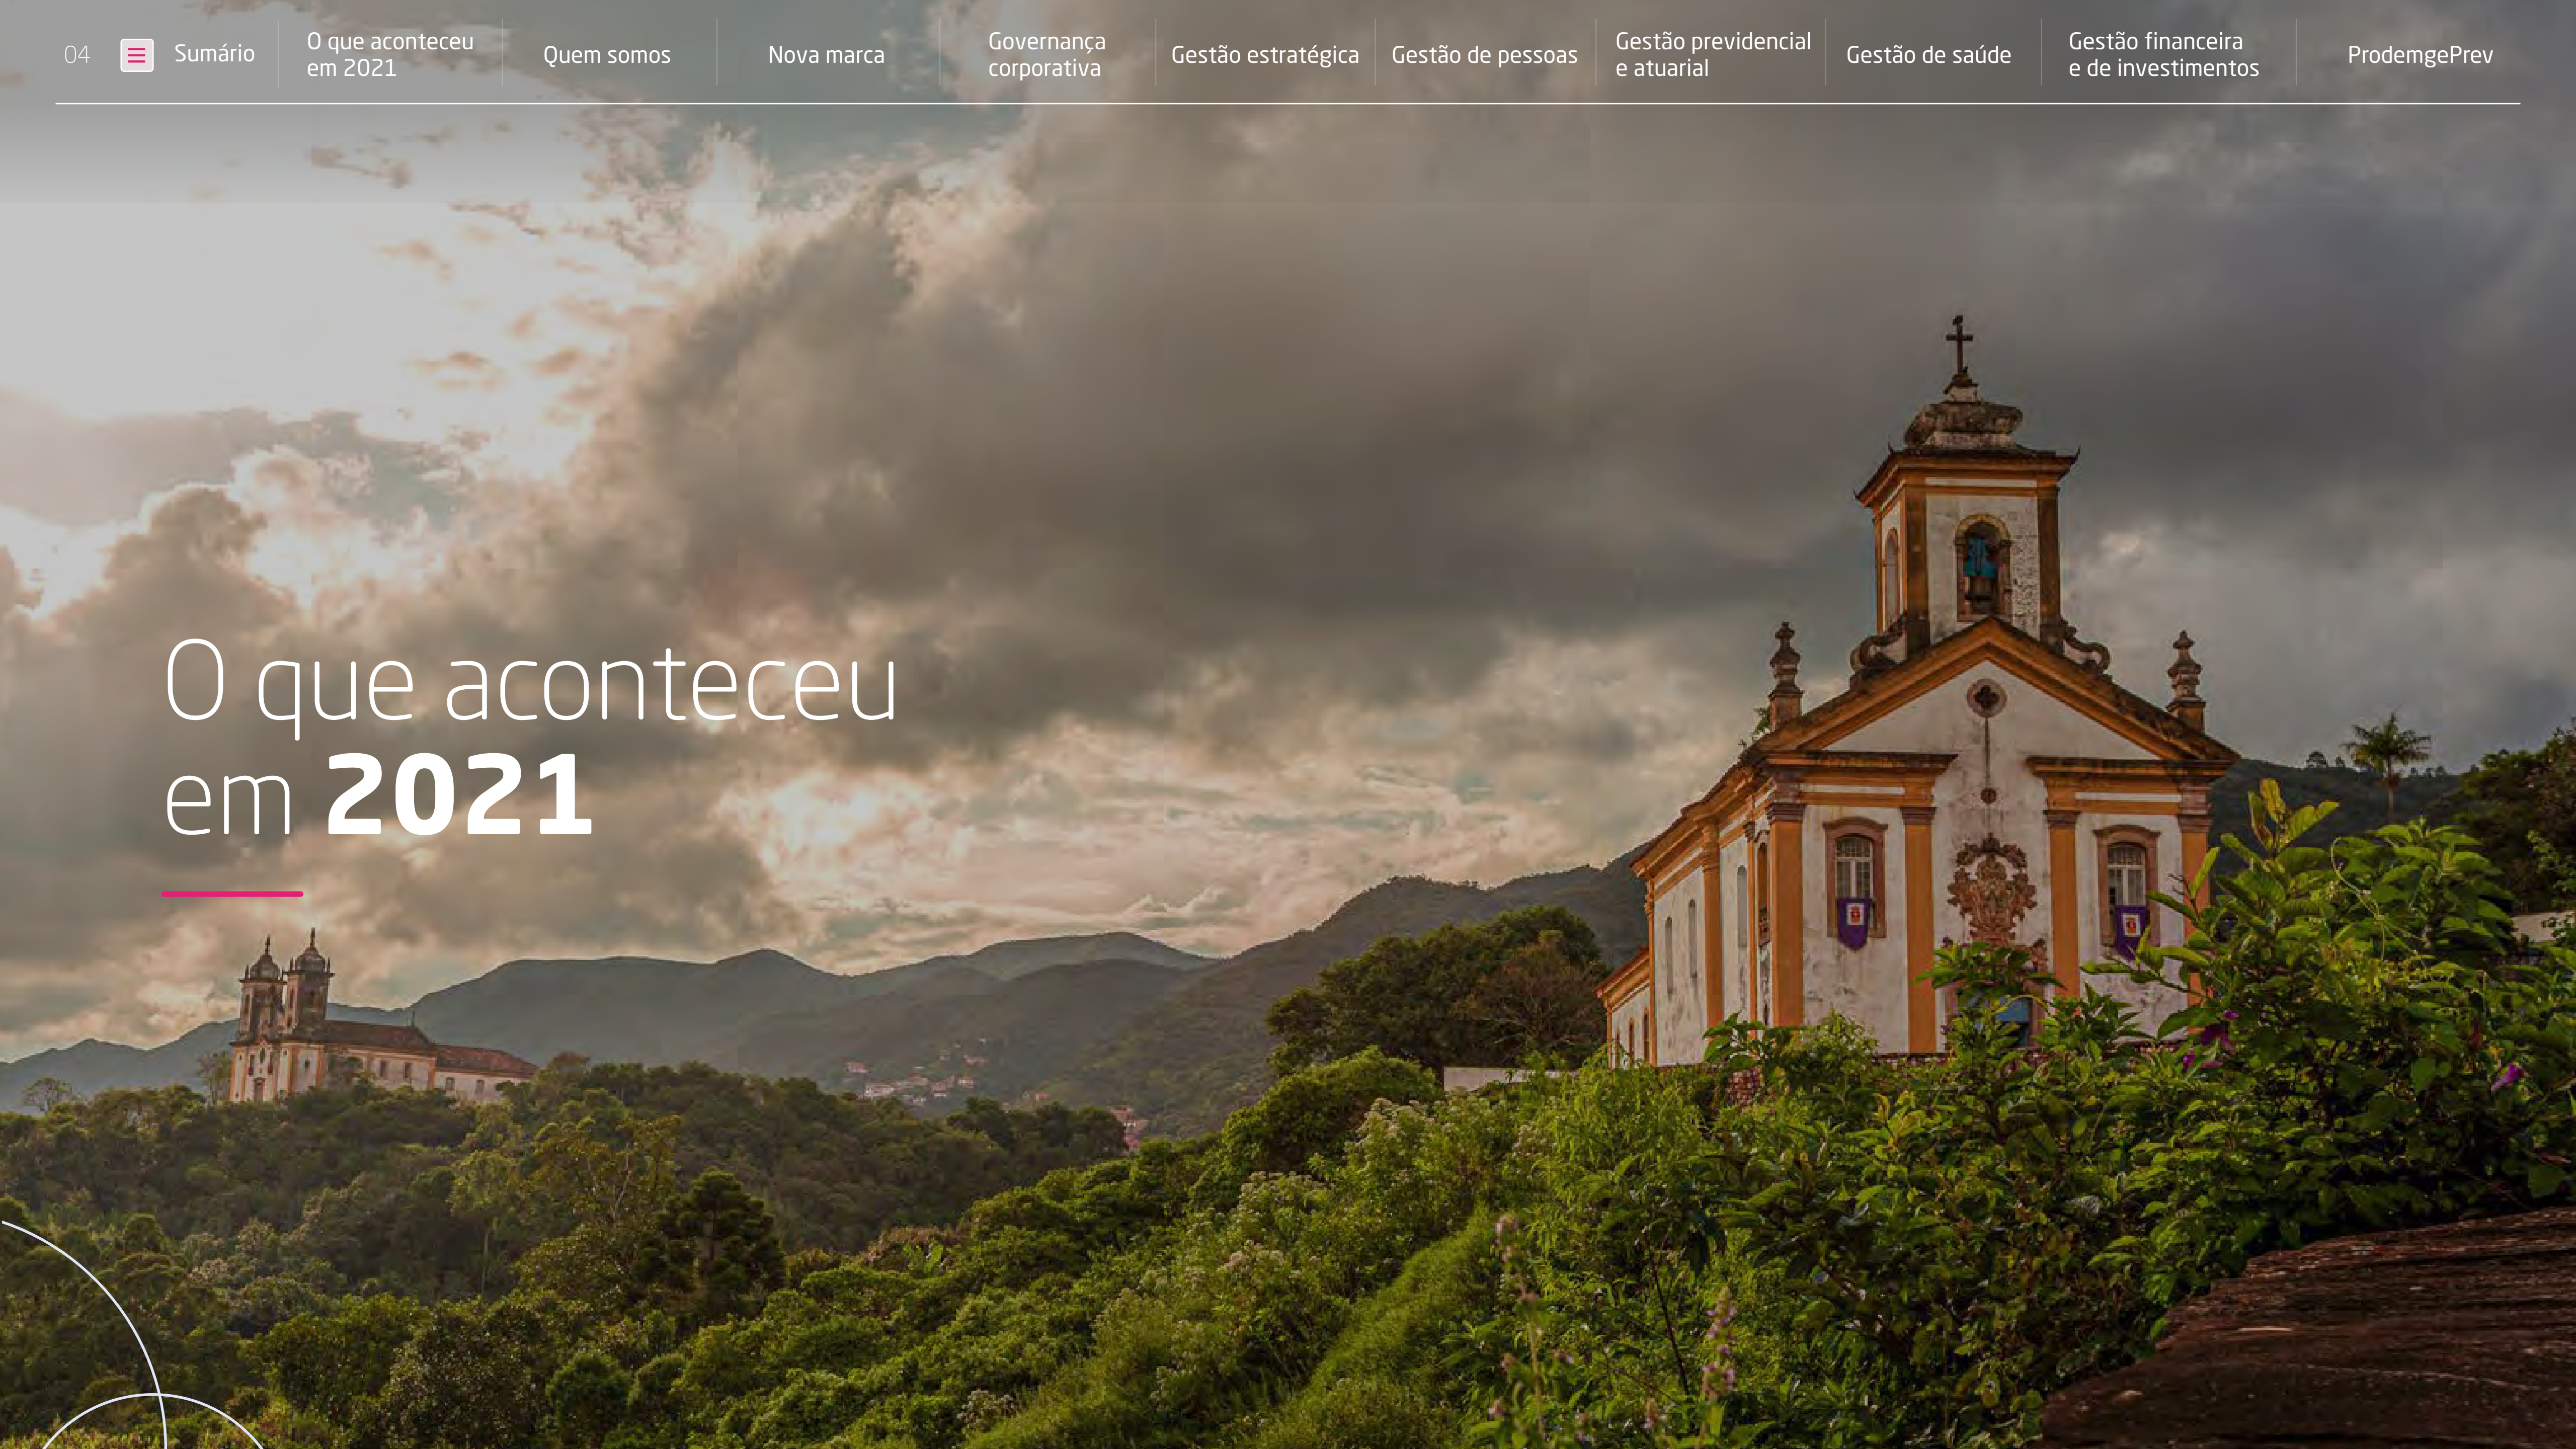 04
Sumário
O que aconteceu
em 2021
Quem somos
Nova marca
Governança
corporativa
Gestão estratégica
Gestão de pessoas
Gestão previdencial
e atuarial
Gestão de saúde
Gestão financeira
e de investimentos
ProdemgePrev
O que aconteceu
em 2021